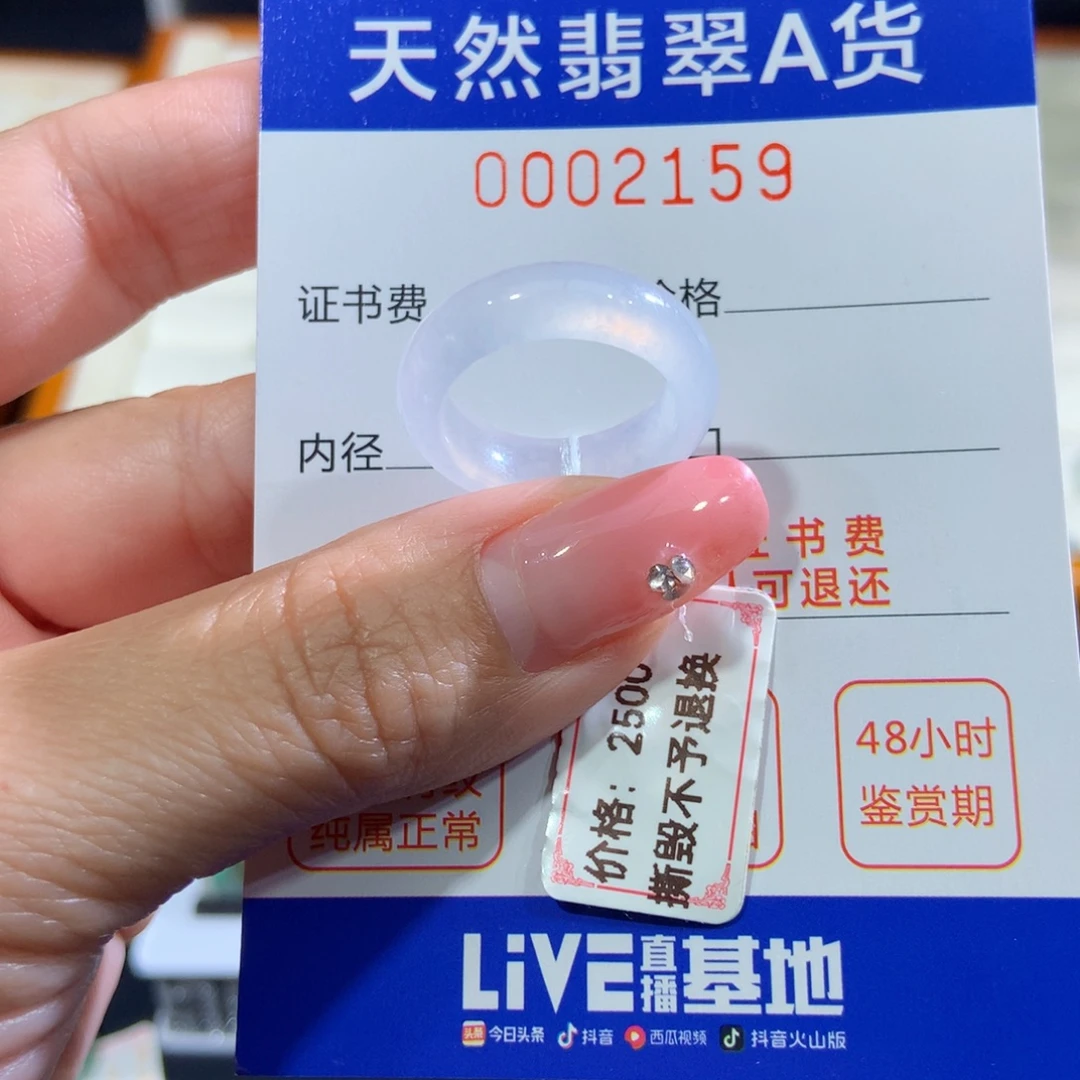 天然翡翠A货
0002159
证书费 价格
内径
书费
可退还
价格：2500
撕毁不予退换
48小时
鉴赏期
纯属正常
LiVE直播基地
头条 今日头条 抖音 西瓜视频 抖音火山版